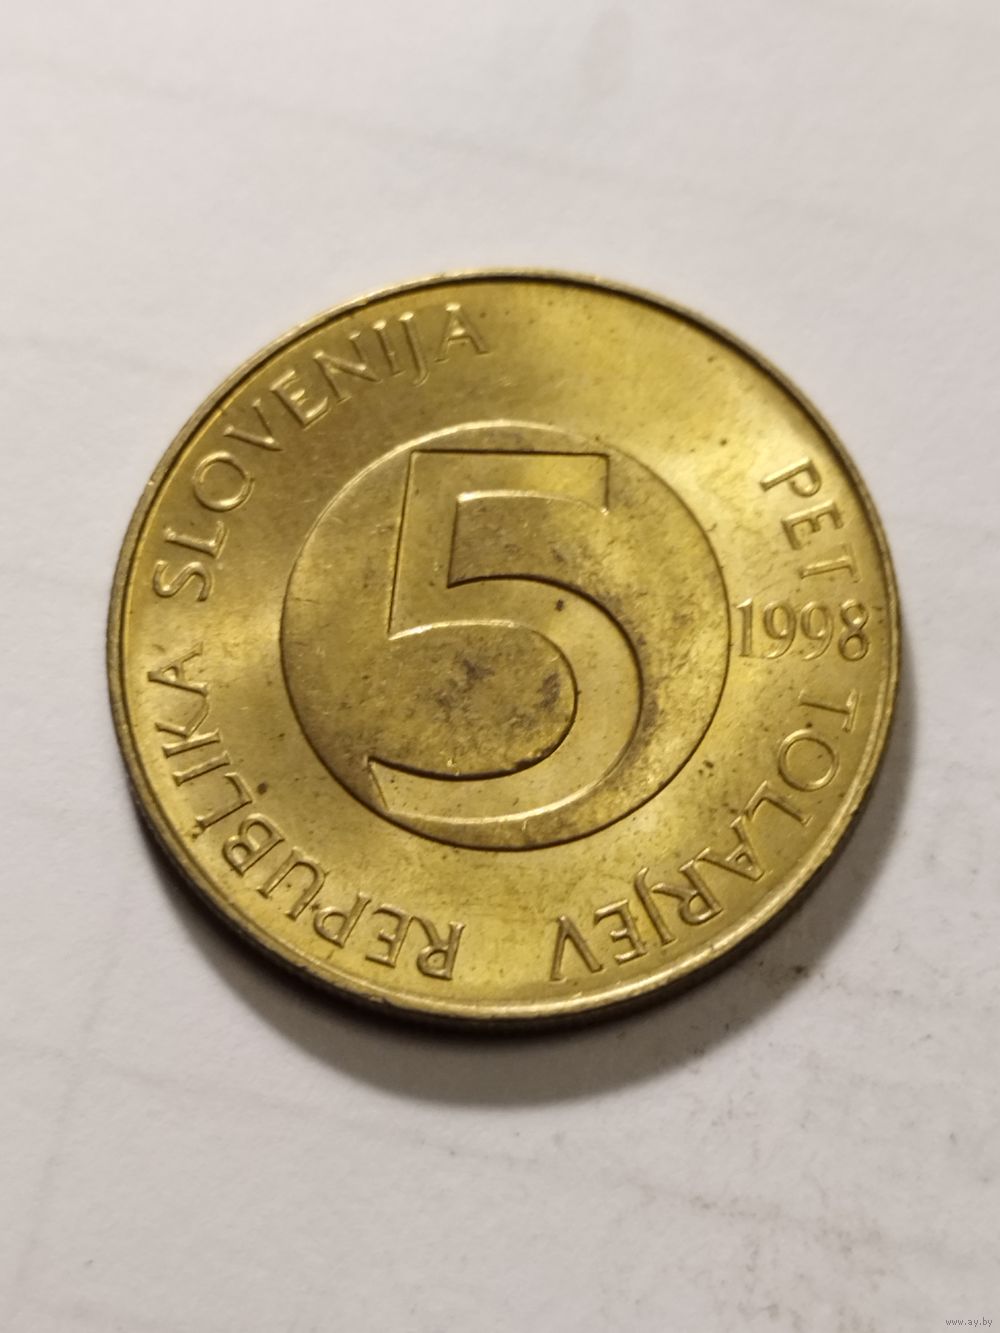 REPUBLIKA SLOVENIJA
5
PET TOLARJEV
1998
www.ay.by